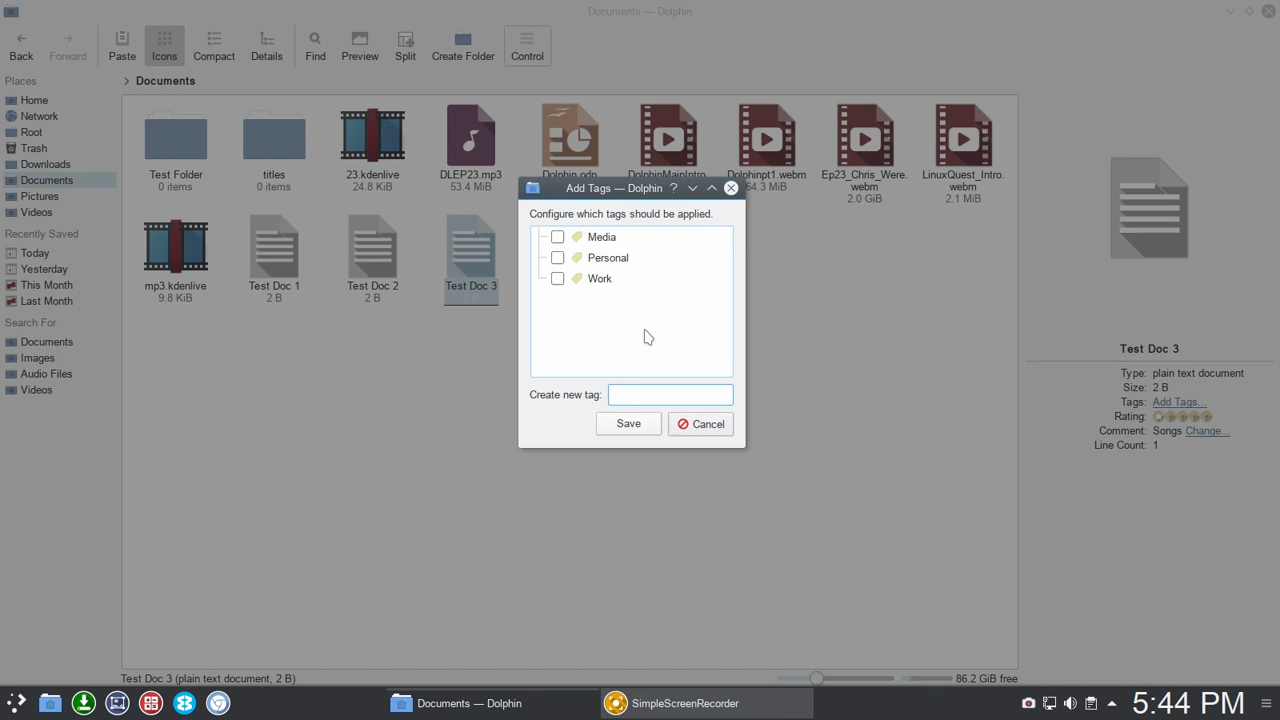 Documents — Dolphin
Back Forward Paste Icons Compact Details Find Preview Split Create Folder Control
Places
Home
Network
Root
Trash
Downloads
Documents
Pictures
Videos
Recently Saved
Today
Yesterday
This Month
Last Month
Search For
Documents
Images
Audio Files
Videos
> Documents
Test Folder
0 items
titles
0 items
23.kdenlive
24.8 KiB
DLEP23.mp3
53.4 MiB
Dolphin.odp
DolphinMainIntro.
Dolphinpt1.webm
64.3 MiB
Ep23_Chris_Were.
webm
2.0 GiB
LinuxQuest_Intro.
webm
2.1 MiB
mp3.kdenlive
9.8 KiB
Test Doc 1
2 B
Test Doc 2
2 B
Test Doc 3
2 B
Add Tags — Dolphin ?
Configure which tags should be applied.
Media
Personal
Work
Create new tag:
Save Cancel
Test Doc 3
Type: plain text document
Size: 2 B
Tags: Add Tags...
Rating:
Comment: Songs Change...
Line Count: 1
Test Doc 3 (plain text document, 2 B)
86.2 GiB free
Documents — Dolphin
SimpleScreenRecorder
5:44 PM